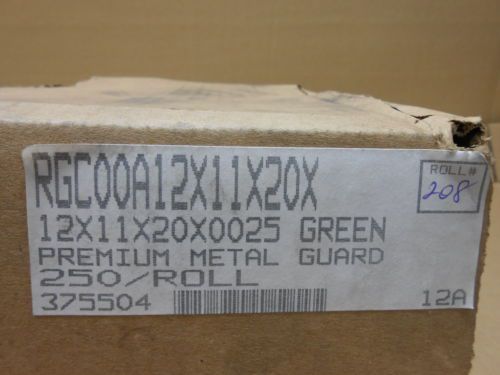 RGC00A12X11X20X
ROLL#
208
12X11X20X0025 GREEN
PREMIUM METAL GUARD
250/ROLL
375504
12A